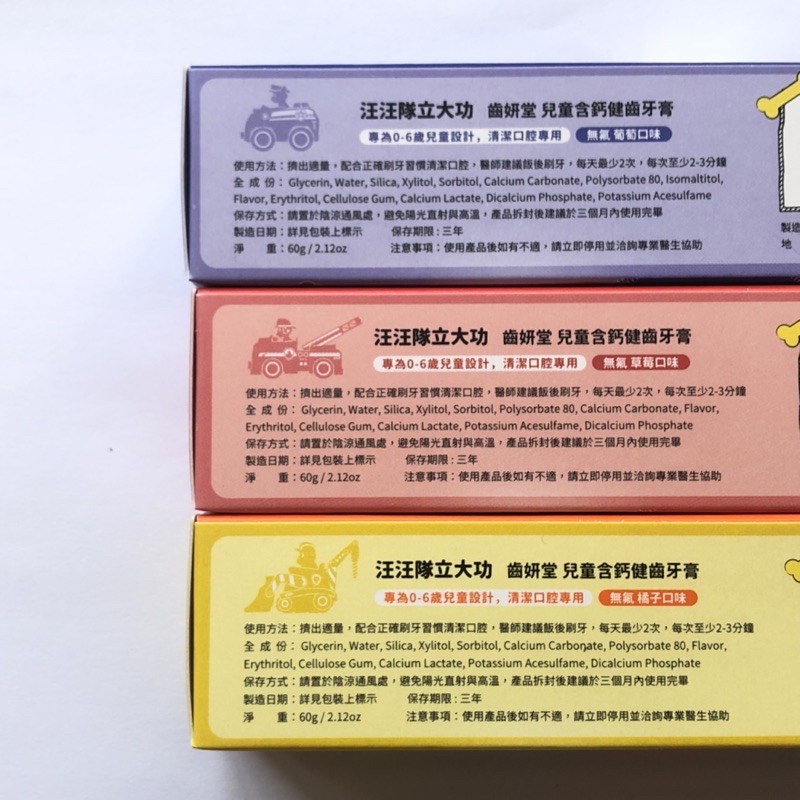 汪汪隊立大功 齒妍堂 兒童含鈣健齒牙膏
專為0-6歲兒童設計，清潔口腔專用 無氟 葡萄口味
使用方法：擠出適量，配合正確刷牙習慣清潔口腔，醫師建議飯後刷牙，每天最少2次，每次至少2-3分鐘
全 成 份： Glycerin, Water, Silica, Xylitol, Sorbitol, Calcium Carbonate, Polysorbate 80, Isomaltitol,
Flavor, Erythritol, Cellulose Gum, Calcium Lactate, Dicalcium Phosphate, Potassium Acesulfame
保存方式：請置於陰涼通風處，避免陽光直射與高溫，產品拆封後建議於三個月內使用完畢
製造日期：詳見包裝上標示 保存期限 : 三年
淨 重：60g / 2.12oz 注意事項：使用產品後如有不適，請立即停用並洽詢專業醫生協助
製造
地
汪汪隊立大功 齒妍堂 兒童含鈣健齒牙膏
專為0-6歲兒童設計，清潔口腔專用 無氟 草莓口味
使用方法：擠出適量，配合正確刷牙習慣清潔口腔，醫師建議飯後刷牙，每天最少2次，每次至少2-3分鐘
全 成 份： Glycerin, Water, Silica, Xylitol, Sorbitol, Polysorbate 80, Calcium Carbonate, Flavor,
Erythritol, Cellulose Gum, Calcium Lactate, Potassium Acesulfame, Dicalcium Phosphate
保存方式：請置於陰涼通風處，避免陽光直射與高溫，產品拆封後建議於三個月內使用完畢
製造日期：詳見包裝上標示 保存期限 : 三年
淨 重：60g / 2.12oz 注意事項：使用產品後如有不適，請立即停用並洽詢專業醫生協助
汪汪隊立大功 齒妍堂 兒童含鈣健齒牙膏
專為0-6歲兒童設計，清潔口腔專用 無氟 橘子口味
使用方法：擠出適量，配合正確刷牙習慣清潔口腔，醫師建議飯後刷牙，每天最少2次，每次至少2-3分鐘
全 成 份： Glycerin, Water, Silica, Xylitol, Sorbitol, Calcium Carbonate, Polysorbate 80, Flavor,
Erythritol, Cellulose Gum, Calcium Lactate, Potassium Acesulfame, Dicalcium Phosphate
保存方式：請置於陰涼通風處，避免陽光直射與高溫，產品拆封後建議於三個月內使用完畢
製造日期：詳見包裝上標示 保存期限 : 三年
淨 重：60g / 2.12oz 注意事項：使用產品後如有不適，請立即停用並洽詢專業醫生協助